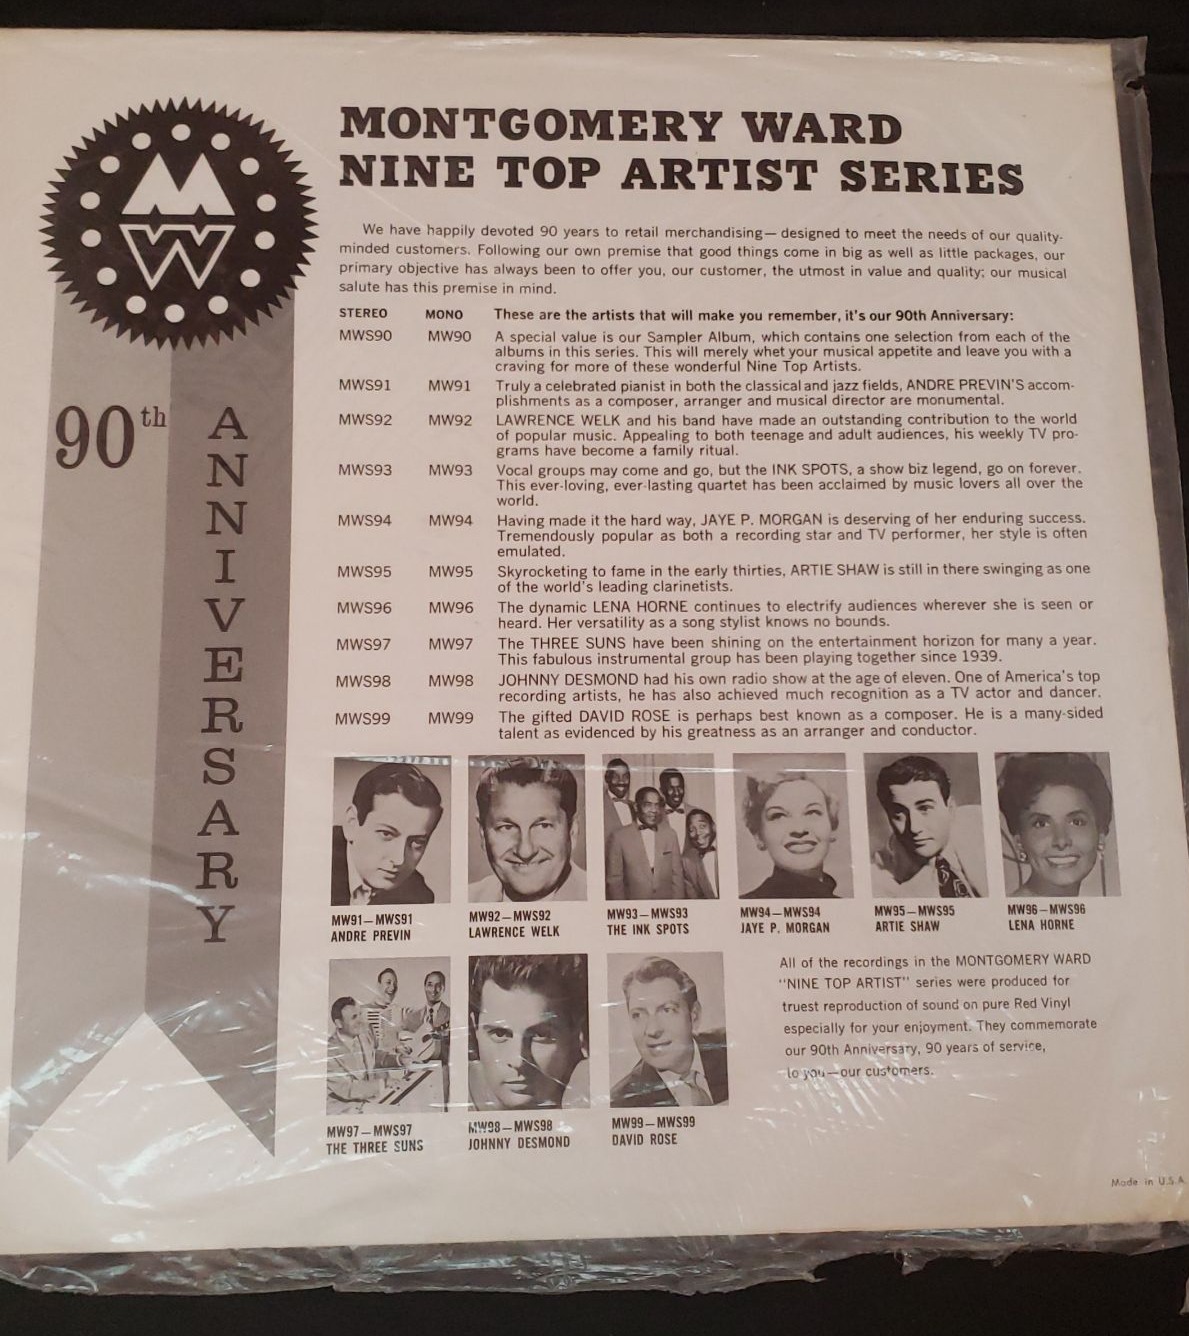 MW
90th
ANNIVERSARY
MONTGOMERY WARD
NINE TOP ARTIST SERIES
We have happily devoted 90 years to retail merchandising— designed to meet the needs of our quality-
minded customers. Following our own premise that good things come in big as well as little packages, our
primary objective has always been to offer you, our customer, the utmost in value and quality; our musical
salute has this premise in mind.
STEREO MONO These are the artists that will make you remember, it's our 90th Anniversary:
MWS90 MW90 A special value is our Sampler Album, which contains one selection from each of the
albums in this series. This will merely whet your musical appetite and leave you with a
craving for more of these wonderful Nine Top Artists.
MWS91 MW91 Truly a celebrated pianist in both the classical and jazz fields, ANDRE PREVIN'S accom-
plishments as a composer, arranger and musical director are monumental.
MWS92 MW92 LAWRENCE WELK and his band have made an outstanding contribution to the world
of popular music. Appealing to both teenage and adult audiences, his weekly TV pro-
grams have become a family ritual.
MWS93 MW93 Vocal groups may come and go, but the INK SPOTS, a show biz legend, go on forever.
This ever-loving, ever-lasting quartet has been acclaimed by music lovers all over the
world.
MWS94 MW94 Having made it the hard way, JAYE P. MORGAN is deserving of her enduring success.
Tremendously popular as both a recording star and TV performer, her style is often
emulated.
MWS95 MW95 Skyrocketing to fame in the early thirties, ARTIE SHAW is still in there swinging as one
of the world's leading clarinetists.
MWS96 MW96 The dynamic LENA HORNE continues to electrify audiences wherever she is seen or
heard. Her versatility as a song stylist knows no bounds.
MWS97 MW97 The THREE SUNS have been shining on the entertainment horizon for many a year.
This fabulous instrumental group has been playing together since 1939.
MWS98 MW98 JOHNNY DESMOND had his own radio show at the age of eleven. One of America's top
recording artists, he has also achieved much recognition as a TV actor and dancer.
MWS99 MW99 The gifted DAVID ROSE is perhaps best known as a composer. He is a many-sided
talent as evidenced by his greatness as an arranger and conductor.
MW91—MWS91
ANDRE PREVIN
MW92—MWS92
LAWRENCE WELK
MW93—MWS93
THE INK SPOTS
MW94—MWS94
JAYE P. MORGAN
MW95—MWS95
ARTIE SHAW
MW96—MWS96
LENA HORNE
MW97—MWS97
THE THREE SUNS
MW98—MWS98
JOHNNY DESMOND
MW99—MWS99
DAVID ROSE
All of the recordings in the MONTGOMERY WARD
"NINE TOP ARTIST" series were produced for
truest reproduction of sound on pure Red Vinyl
especially for your enjoyment. They commemorate
our 90th Anniversary, 90 years of service,
to you—our customers.
Made in U.S.A.